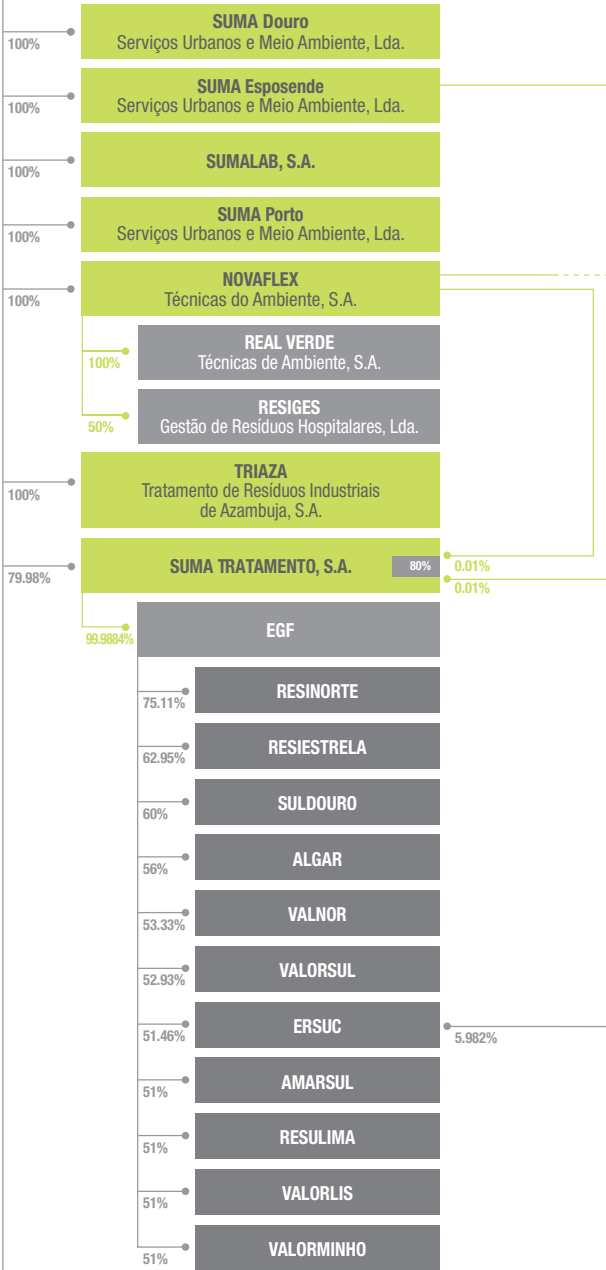 SUMA Douro
Serviços Urbanos e Meio Ambiente, Lda.
100%
SUMA Esposende
Serviços Urbanos e Meio Ambiente, Lda.
100%
SUMALAB, S.A.
100%
SUMA Porto
Serviços Urbanos e Meio Ambiente, Lda.
100%
NOVAFLEX
Técnicas do Ambiente, S.A.
100%
REAL VERDE
Técnicas de Ambiente, S.A.
100%
RESIGES
Gestão de Resíduos Hospitalares, Lda.
50%
TRIAZA
Tratamento de Resíduos Industriais
de Azambuja, S.A.
100%
SUMA TRATAMENTO, S.A.
80%
0.01%
79.98%
0.01%
EGF
99.9884%
RESINORTE
75.11%
RESIESTRELA
62.95%
SULDOURO
60%
ALGAR
56%
VALNOR
53.33%
VALORSUL
52.93%
ERSUC
51.46%
5.982%
AMARSUL
51%
RESULIMA
51%
VALORLIS
51%
VALORMINHO
51%